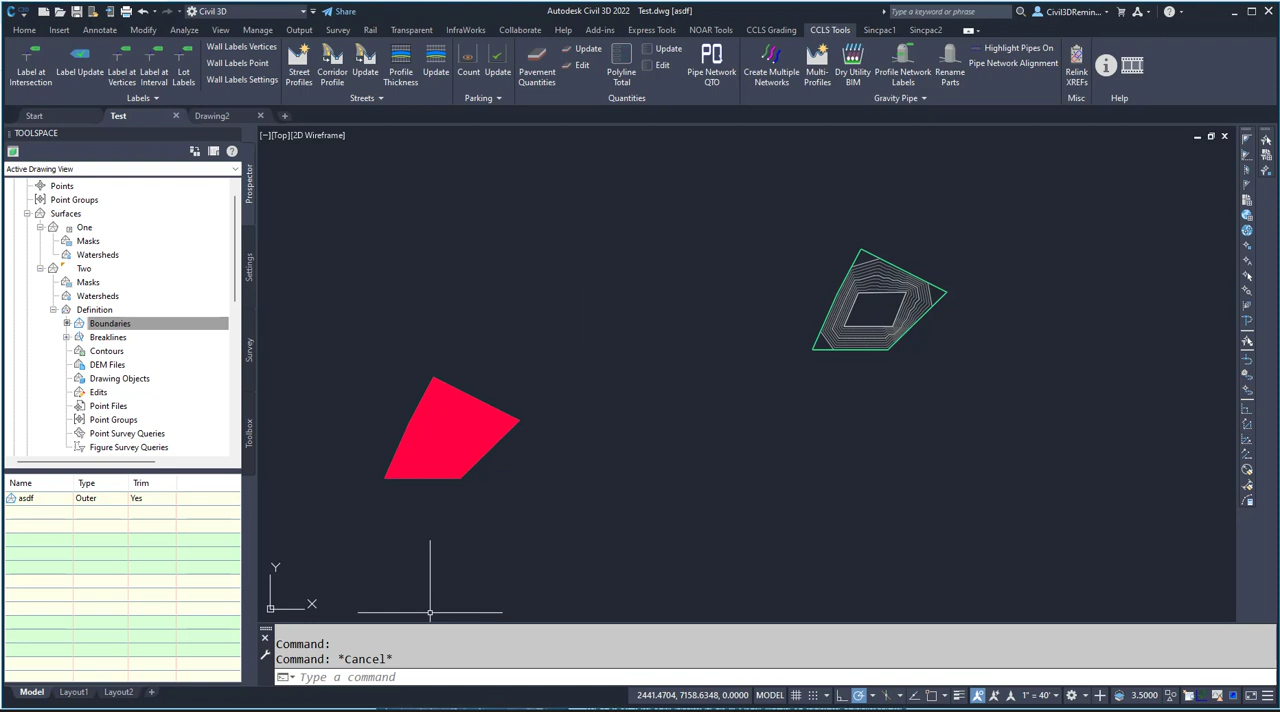 C 3D
Civil 3D
Share
Autodesk Civil 3D 2022 Test.dwg [asdf]
Type a keyword or phrase
Civil3DRemin...
Home Insert Annotate Modify Analyze View Manage Output Survey Rail Transparent InfraWorks Collaborate Help Add-ins Express Tools NOAR Tools CCLS Grading CCLS Tools Sincpac1 Sincpac2
Label at Intersection
Label Update
Label at Vertices
Label at Interval
Lot Labels
Wall Labels Vertices
Wall Labels Point
Wall Labels Settings
Labels
Street Profiles
Corridor Profile
Update
Profile Thickness
Update
Streets
Count
Update
Parking
Pavement Quantities
Update
Edit
Polyline Total
Update
Edit
Pipe Network QTO
Quantities
Create Multiple Networks
Multi-Profiles
Dry Utility BIM
Profile Network Labels
Rename Parts
Highlight Pipes On
Pipe Network Alignment
Gravity Pipe
Relink XREFs
Misc
Help
Start Test Drawing2
TOOLSPACE
Active Drawing View
Points
Point Groups
Surfaces
One
Masks
Watersheds
Two
Masks
Watersheds
Definition
Boundaries
Breaklines
Contours
DEM Files
Drawing Objects
Edits
Point Files
Point Groups
Point Survey Queries
Figure Survey Queries
Prospector
Settings
Survey
Toolbox
Name Type Trim
asdf Outer Yes
[−][Top][2D Wireframe]
Y
X
Command:
Command: *Cancel*
Type a command
Model Layout1 Layout2
2441.4704, 7158.6348, 0.0000 MODEL 1" = 40' 3.5000